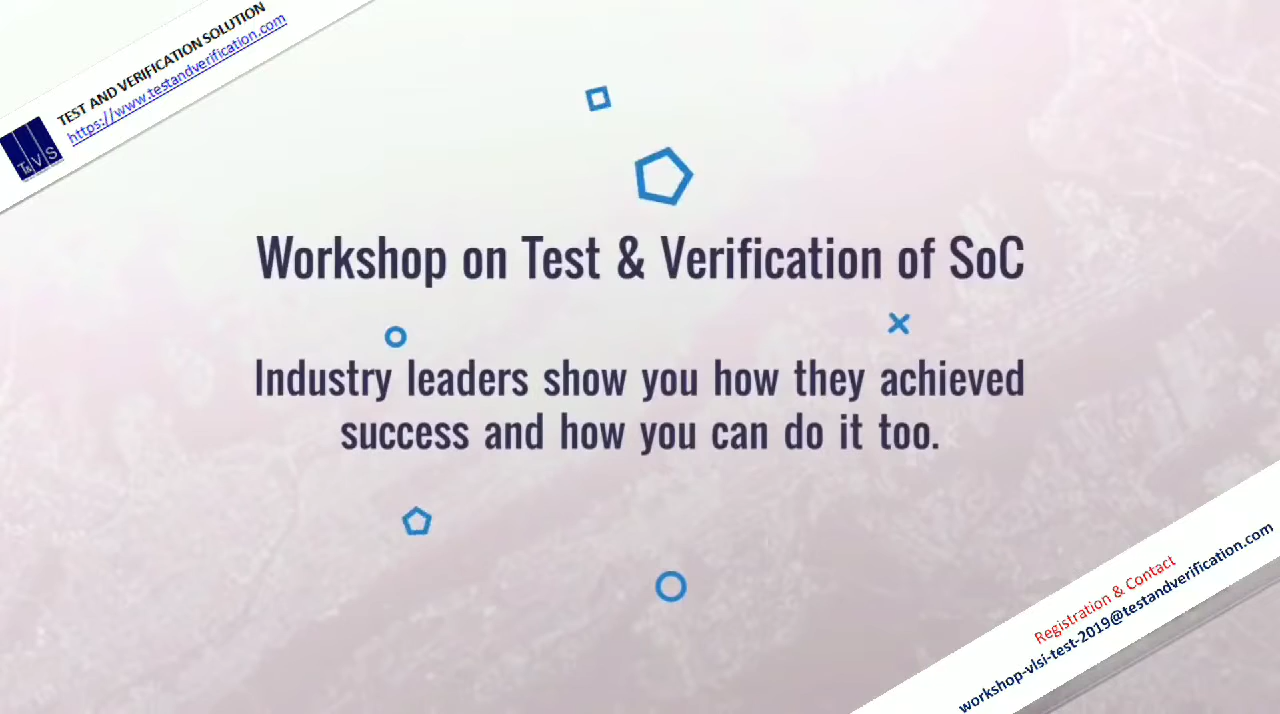 TEST AND VERIFICATION SOLUTION
https://www.testandverification.com
T&VS
Workshop on Test & Verification of SoC
Industry leaders show you how they achieved
success and how you can do it too.
Registration & Contact
workshop-vlsi-test-2019@testandverification.com